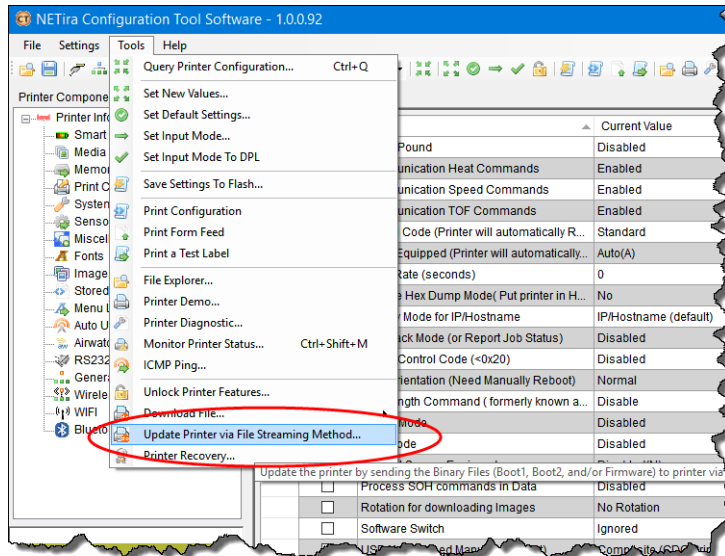 NETira Configuration Tool Software - 1.0.0.92
File Settings Tools Help
Printer Compone
Printer Info
Smart
Media
Memor
Print C
System
Senso
Miscell
Fonts
Image
Stored
Menu L
Auto U
Airwat
RS232
Genera
Wirele
WIFI
Blueto
Query Printer Configuration... Ctrl+Q
Set New Values...
Set Default Settings...
Set Input Mode...
Set Input Mode To DPL
Save Settings To Flash...
Print Configuration
Print Form Feed
Print a Test Label
File Explorer...
Printer Demo...
Printer Diagnostic...
Monitor Printer Status... Ctrl+Shift+M
ICMP Ping...
Unlock Printer Features...
Download File...
Update Printer via File Streaming Method...
Printer Recovery...
Current Value
Pound Disabled
unication Heat Commands Enabled
unication Speed Commands Enabled
unication TOF Commands Enabled
Code (Printer will automatically R... Standard
Equipped (Printer will automatically... Auto(A)
Rate (seconds) 0
e Hex Dump Mode( Put printer in H... No
Mode for IP/Hostname IP/Hostname (default)
ack Mode (or Report Job Status) Disabled
Control Code (<0x20) Disabled
rientation (Need Manually Reboot) Normal
ngth Command ( formerly known a... Disable
Mode Disabled
ode Disabled
Update the printer by sending the Binary Files (Boot1, Boot2, and/or Firmware) to printer via
Process SOH commands in Data Disabled
Rotation for downloading Images No Rotation
Software Switch Ignored